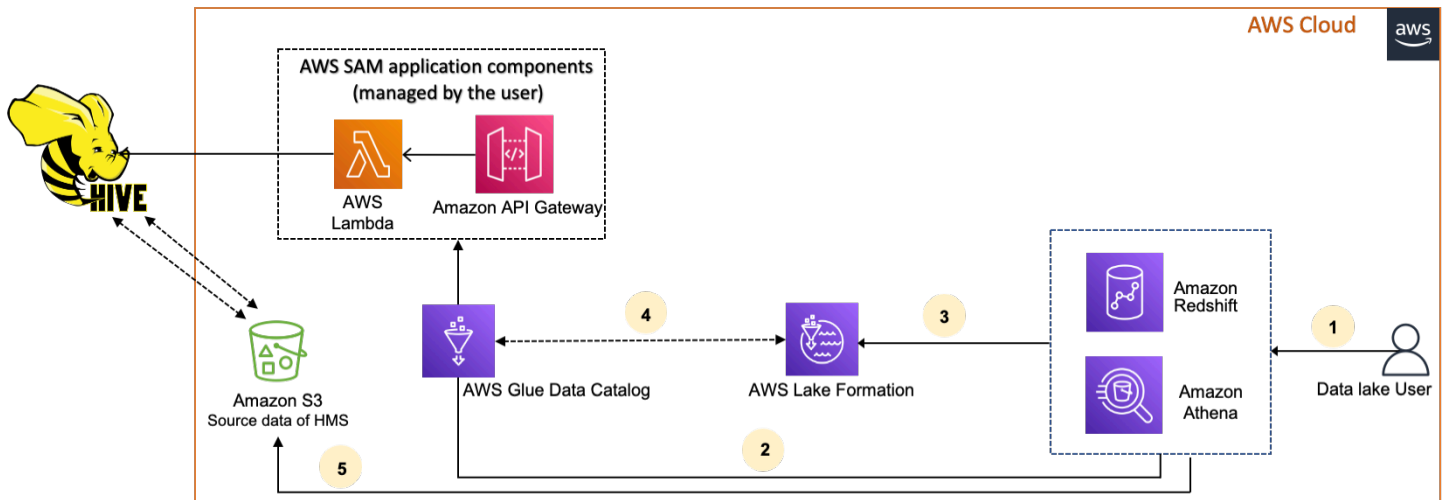 AWS Cloud
aws
AWS SAM application components
(managed by the user)
HIVE
AWS
Lambda
Amazon API Gateway
Amazon
Redshift
1
3
4
Amazon S3
Source data of HMS
AWS Glue Data Catalog
AWS Lake Formation
Amazon
Athena
Data lake User
2
5